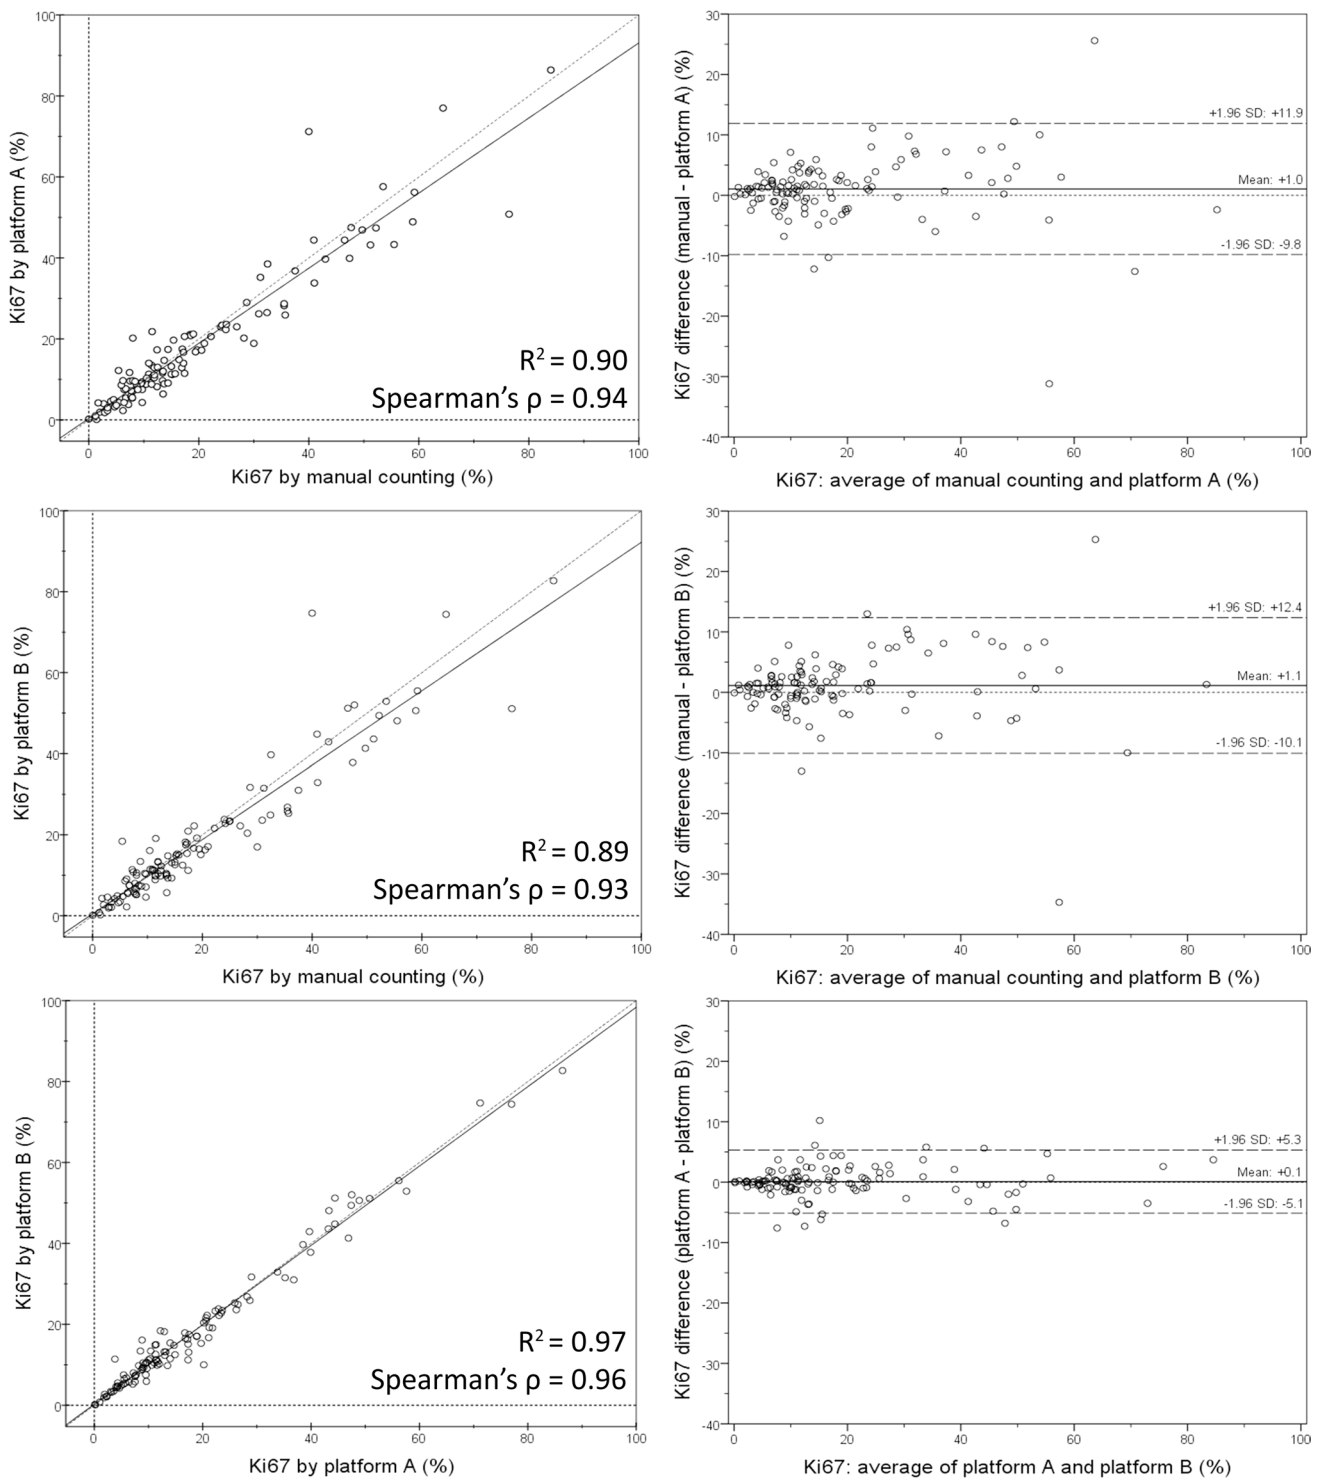 100
80
60
40
20
0
Ki67 by platform A (%)
R² = 0.90
Spearman’s ρ = 0.94
0 20 40 60 80 100
Ki67 by manual counting (%)
30
20
10
0
-10
-20
-30
-40
Ki67 difference (manual - platform A) (%)
+1.96 SD: +11.9
Mean: +1.0
-1.96 SD: -9.8
0 20 40 60 80 100
Ki67: average of manual counting and platform A (%)
100
80
60
40
20
0
Ki67 by platform B (%)
R² = 0.89
Spearman’s ρ = 0.93
0 20 40 60 80 100
Ki67 by manual counting (%)
30
20
10
0
-10
-20
-30
-40
Ki67 difference (manual - platform B) (%)
+1.96 SD: +12.4
Mean: +1.1
-1.96 SD: -10.1
0 20 40 60 80 100
Ki67: average of manual counting and platform B (%)
100
80
60
40
20
0
Ki67 by platform B (%)
R² = 0.97
Spearman’s ρ = 0.96
0 20 40 60 80 100
Ki67 by platform A (%)
30
20
10
0
-10
-20
-30
-40
Ki67 difference (platform A - platform B) (%)
+1.96 SD: +5.3
Mean: +0.1
-1.96 SD: -5.1
0 20 40 60 80 100
Ki67: average of platform A and platform B (%)